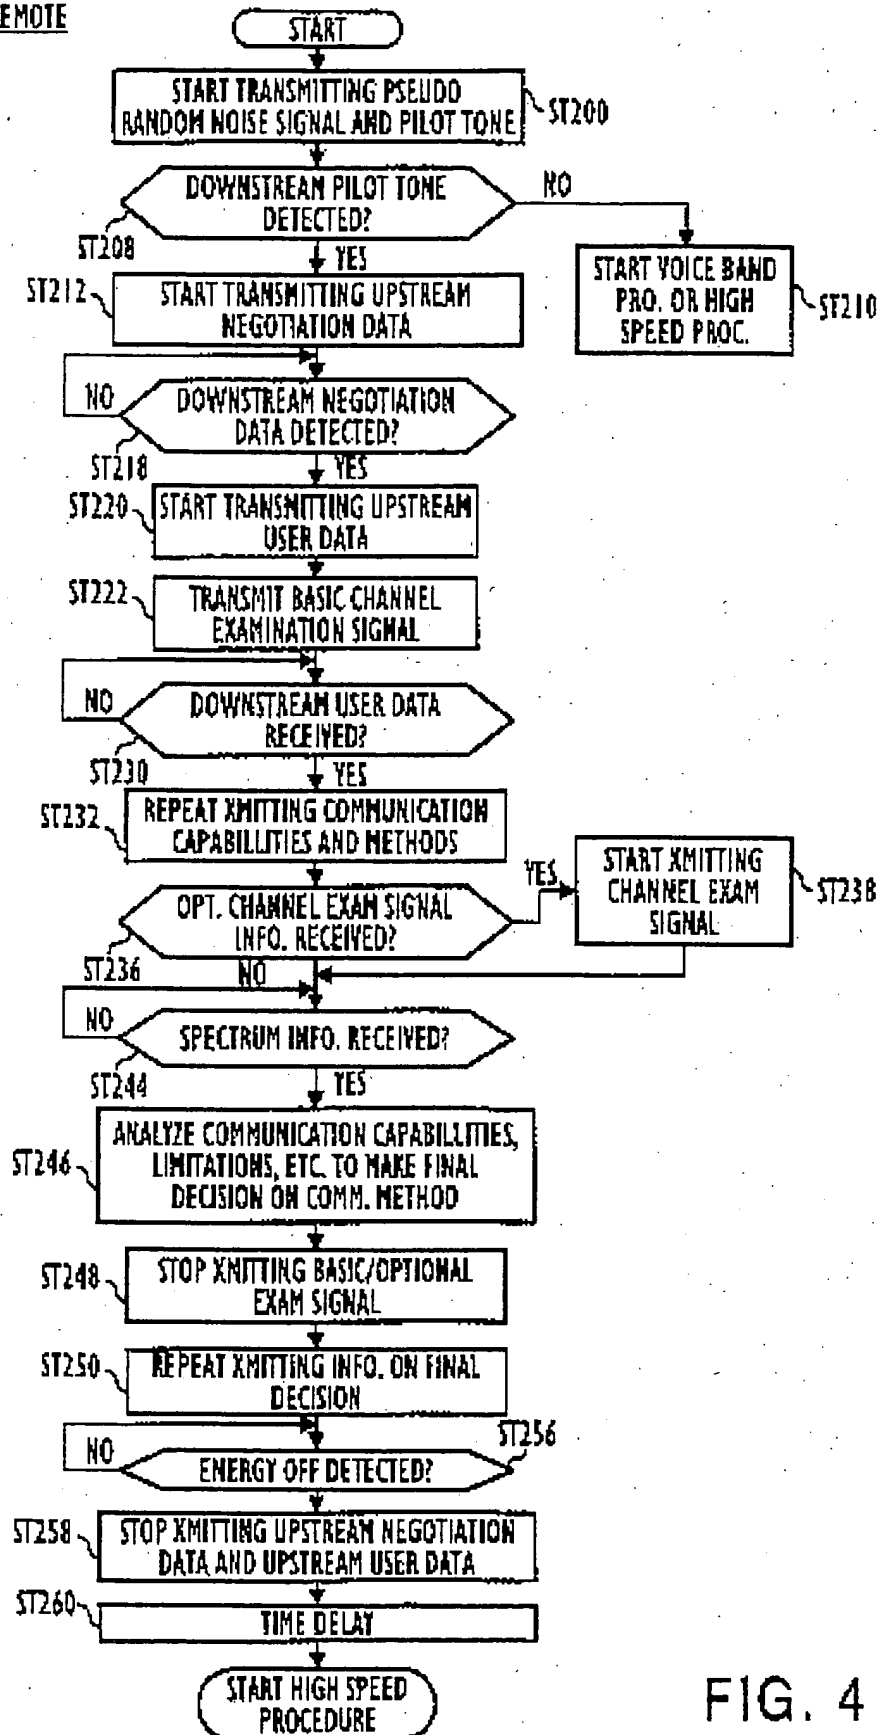 EMOTE
START
START TRANSMITTING PSEUDO
RANDOM NOISE SIGNAL AND PILOT TONE
ST200
DOWNSTREAM PILOT TONE
DETECTED?
NO
ST208
YES
ST212
START TRANSMITTING UPSTREAM
NEGOTIATION DATA
START VOICE BAND
PRO. OR HIGH
SPEED PROC.
ST210
NO
DOWNSTREAM NEGOTIATION
DATA DETECTED?
ST218
YES
ST220
START TRANSMITTING UPSTREAM
USER DATA
ST222
TRANSMIT BASIC CHANNEL
EXAMINATION SIGNAL
NO
DOWNSTREAM USER DATA
RECEIVED?
ST230
YES
ST232
REPEAT XMITTING COMMUNICATION
CAPABILLITIES AND METHODS
OPT. CHANNEL EXAM SIGNAL
INFO. RECEIVED?
YES
START XMITTING
CHANNEL EXAM
SIGNAL
ST238
ST236
NO
NO
SPECTRUM INFO. RECEIVED?
ST244
YES
ST246
ANALYZE COMMUNICATION CAPABILLITIES,
LIMITATIONS, ETC. TO MAKE FINAL
DECISION ON COMM. METHOD
ST248
STOP XMITTING BASIC/OPTIONAL
EXAM SIGNAL
ST250
REPEAT XMITTING INFO. ON FINAL
DECISION
ST256
NO
ENERGY OFF DETECTED?
ST258
STOP XMITTING UPSTREAM NEGOTIATION
DATA AND UPSTREAM USER DATA
ST260
TIME DELAY
START HIGH SPEED
PROCEDURE
FIG. 4